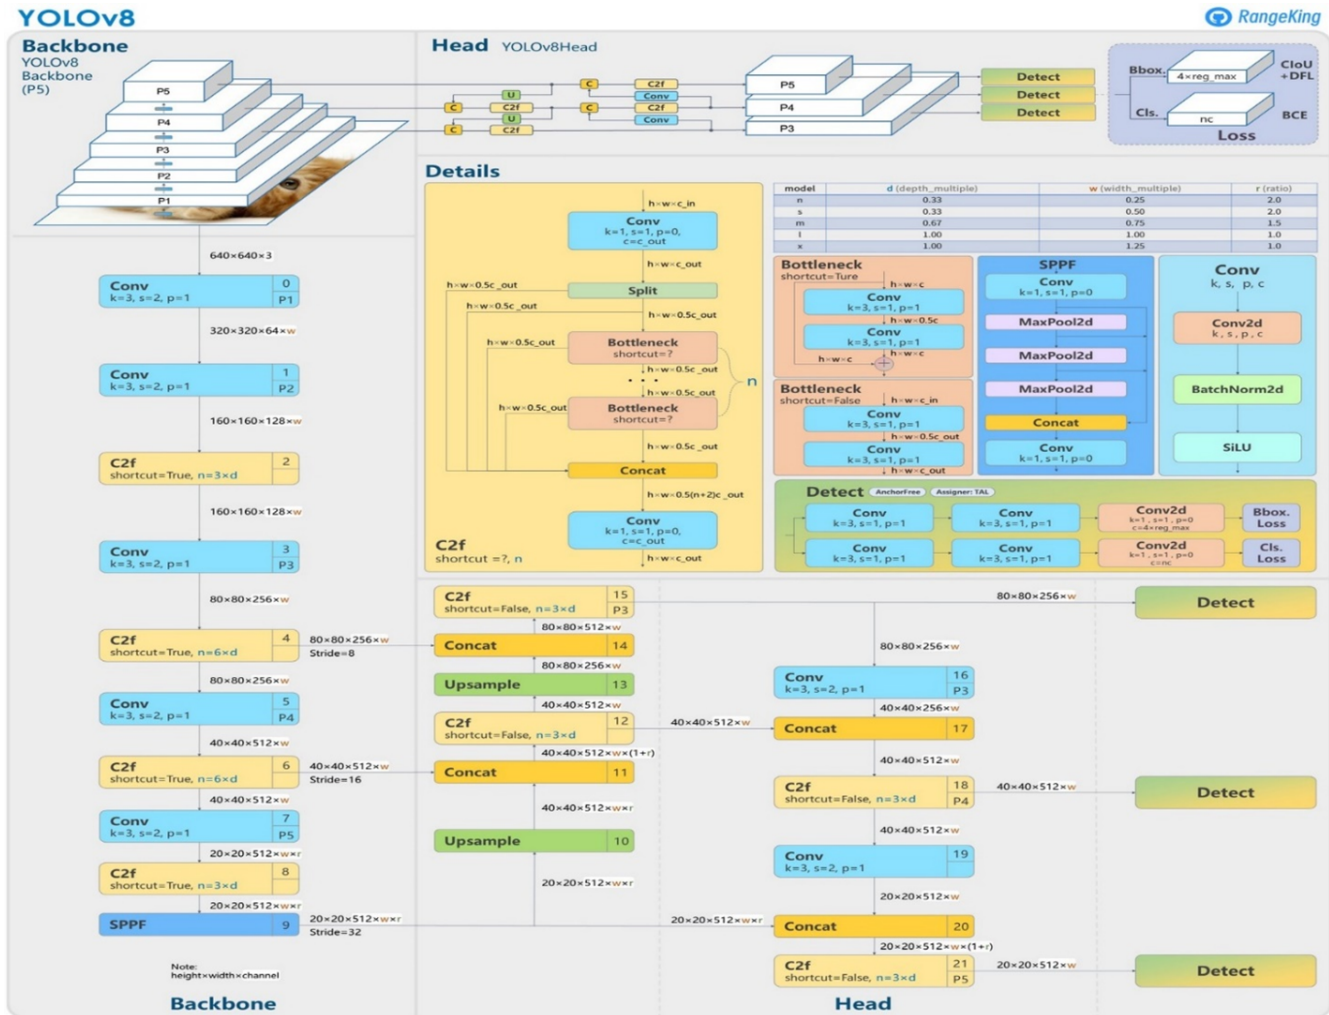 YOLOv8
RangeKing
Backbone
YOLOv8
Backbone
(P5)
P5
P4
P3
P2
P1
Head YOLOv8Head
U
C
C2f
U
C
C2f
C
C2f
Conv
C
C2f
Conv
P5
P4
P3
Detect
Detect
Detect
Bbox.
4×reg_max
CIoU
+DFL
Cls.
nc
BCE
Loss
640×640×3
Conv
k=3, s=2, p=1
0
P1
320×320×64×w
Conv
k=3, s=2, p=1
1
P2
160×160×128×w
C2f
shortcut=True, n=3×d
2
160×160×128×w
Conv
k=3, s=2, p=1
3
P3
80×80×256×w
C2f
shortcut=True, n=6×d
4
80×80×256×w
Stride=8
80×80×256×w
Conv
k=3, s=2, p=1
5
P4
40×40×512×w
C2f
shortcut=True, n=6×d
6
40×40×512×w
Stride=16
40×40×512×w
Conv
k=3, s=2, p=1
7
P5
20×20×512×w×r
C2f
shortcut=True, n=3×d
8
20×20×512×w×r
SPPF
9
20×20×512×w×r
Stride=32
Note:
height×width×channel
Backbone
Details
h×w×c_in
Conv
k=1, s=1, p=0,
c=c_out
h×w×c_out
Split
h×w×0.5c_out
h×w×0.5c_out
h×w×0.5c_out
Bottleneck
shortcut=?
h×w×0.5c_out
h×w×0.5c_out
...
h×w×0.5c_out
n
Bottleneck
shortcut=?
h×w×0.5c_out
h×w×0.5c_out
Concat
h×w×0.5(n+2)c_out
Conv
k=1, s=1, p=0,
c=c_out
h×w×c_out
C2f
shortcut =?, n
model d (depth_multiple) w (width_multiple) r (ratio)
n 0.33 0.25 2.0
s 0.33 0.50 2.0
m 0.67 0.75 1.5
l 1.00 1.00 1.0
x 1.00 1.25 1.0
Bottleneck
shortcut=Ture
h×w×c
Conv
k=3, s=1, p=1
h×w×0.5c
Conv
k=3, s=1, p=1
h×w×c
h×w×c
+
Bottleneck
shortcut=False
h×w×c_in
Conv
k=3, s=1, p=1
h×w×0.5c_out
Conv
k=3, s=1, p=1
h×w×c_out
SPPF
Conv
k=1, s=1, p=0
MaxPool2d
MaxPool2d
MaxPool2d
Concat
Conv
k=1, s=1, p=0
Conv
k, s, p, c
Conv2d
k, s, p, c
BatchNorm2d
SiLU
Detect AnchorFree Assigner: TAL
Conv
k=3, s=1, p=1
Conv
k=3, s=1, p=1
Conv2d
k=1, s=1, p=0
c=4×reg_max
Bbox.
Loss
Conv
k=3, s=1, p=1
Conv
k=3, s=1, p=1
Conv2d
k=1, s=1, p=0
c=nc
Cls.
Loss
C2f
shortcut=False, n=3×d
15
P3
80×80×512×w
Concat
14
80×80×256×w
Upsample
13
40×40×512×w
C2f
shortcut=False, n=3×d
12
40×40×512×w
40×40×512×w×(1+r)
Concat
11
40×40×512×w×r
Upsample
10
20×20×512×w×r
80×80×256×w
Detect
80×80×256×w
Conv
k=3, s=2, p=1
16
P3
40×40×256×w
Concat
17
40×40×512×w
C2f
shortcut=False, n=3×d
18
P4
40×40×512×w
Detect
40×40×512×w
Conv
k=3, s=2, p=1
19
20×20×512×w
20×20×512×w×r
Concat
20
20×20×512×w×(1+r)
C2f
shortcut=False, n=3×d
21
P5
20×20×512×w
Detect
Head